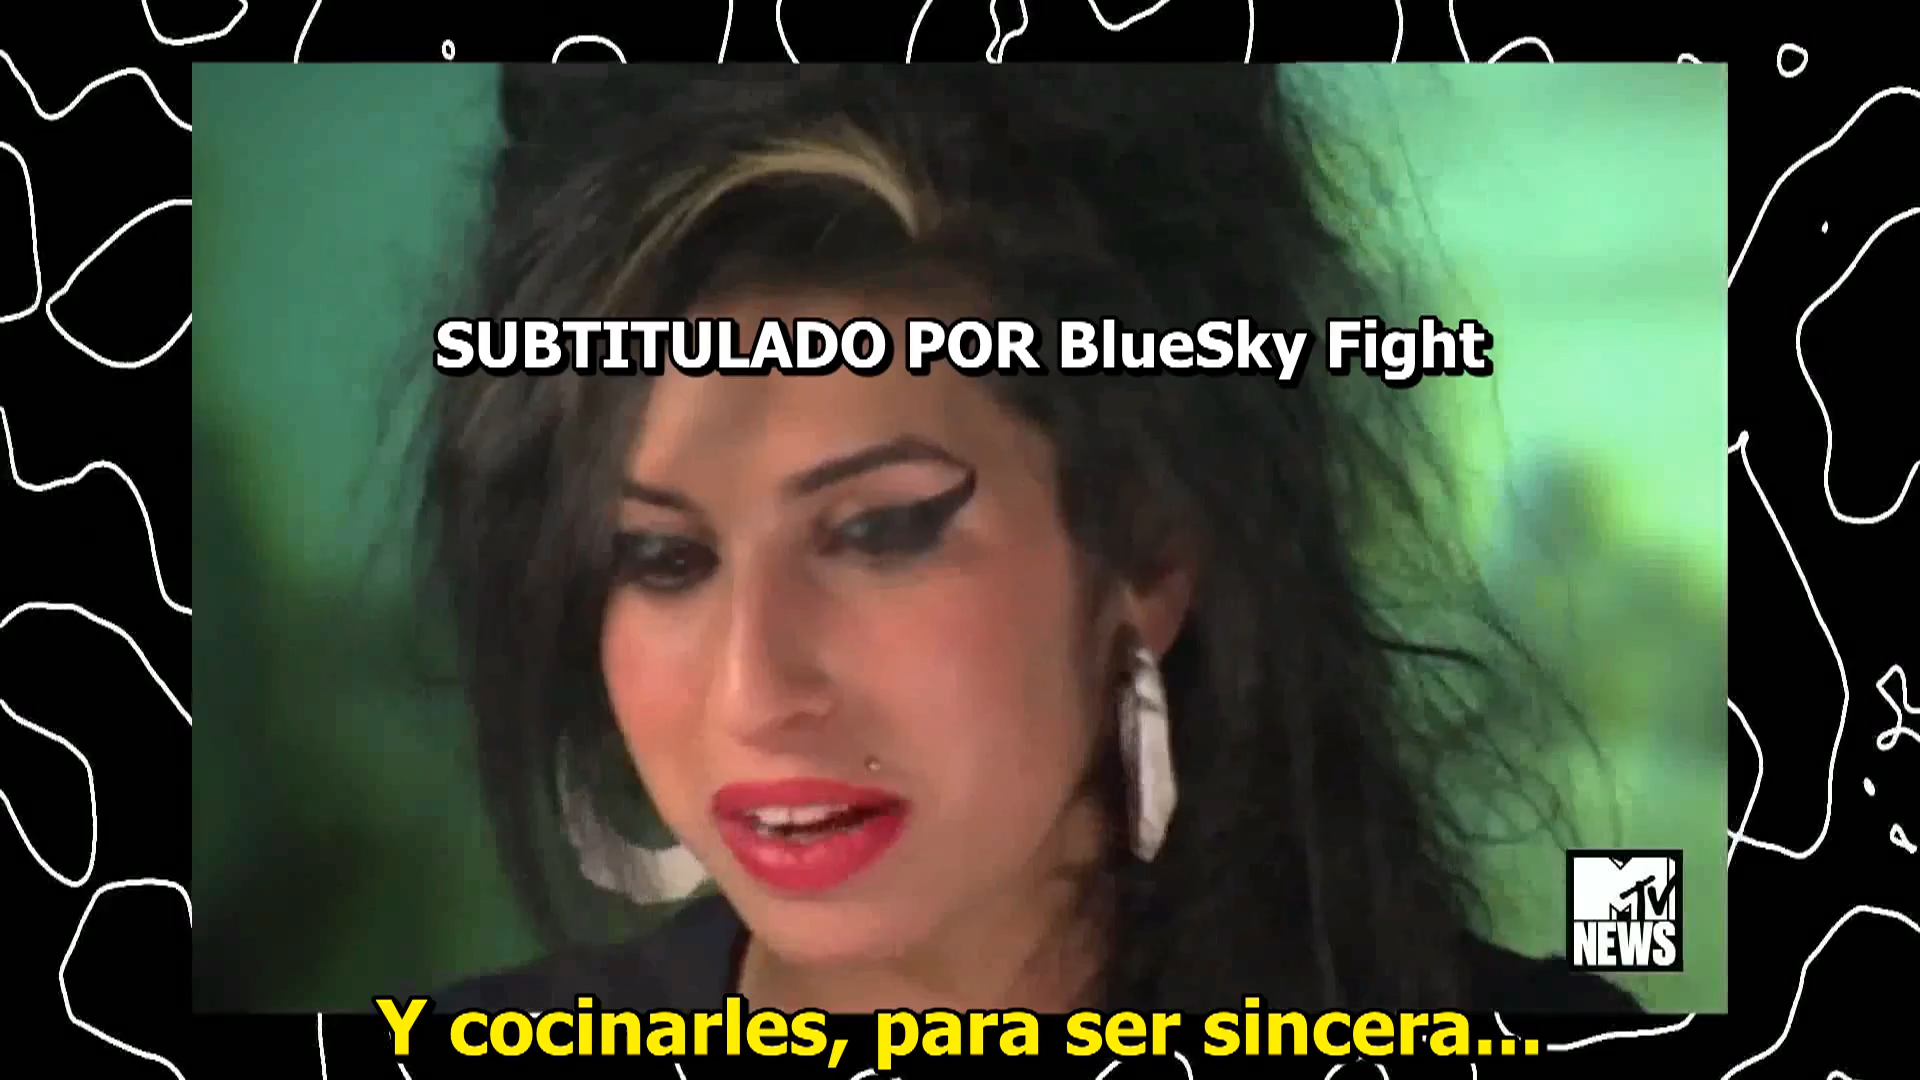 SUBTITULADO POR BlueSky Fight
MTV
NEWS
Y cocinarles, para ser sincera...